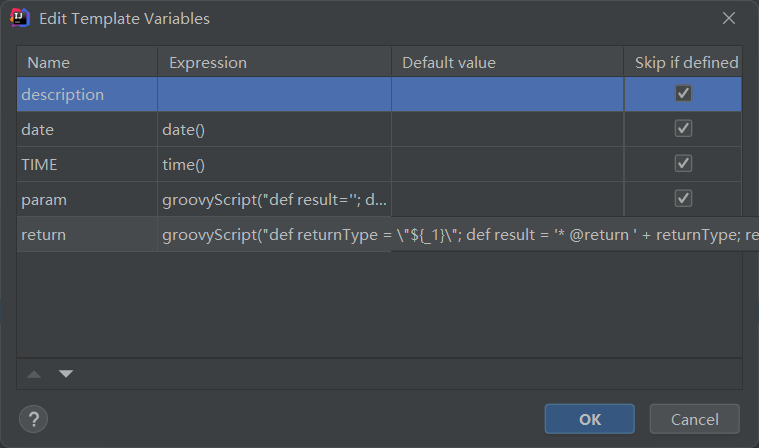 Edit Template Variables
Name Expression Default value Skip if defined
description
date date()
TIME time()
param groovyScript("def result=''; d...
return groovyScript("def returnType = \"${_1}\"; def result = '* @return ' + returnType; re
? OK Cancel